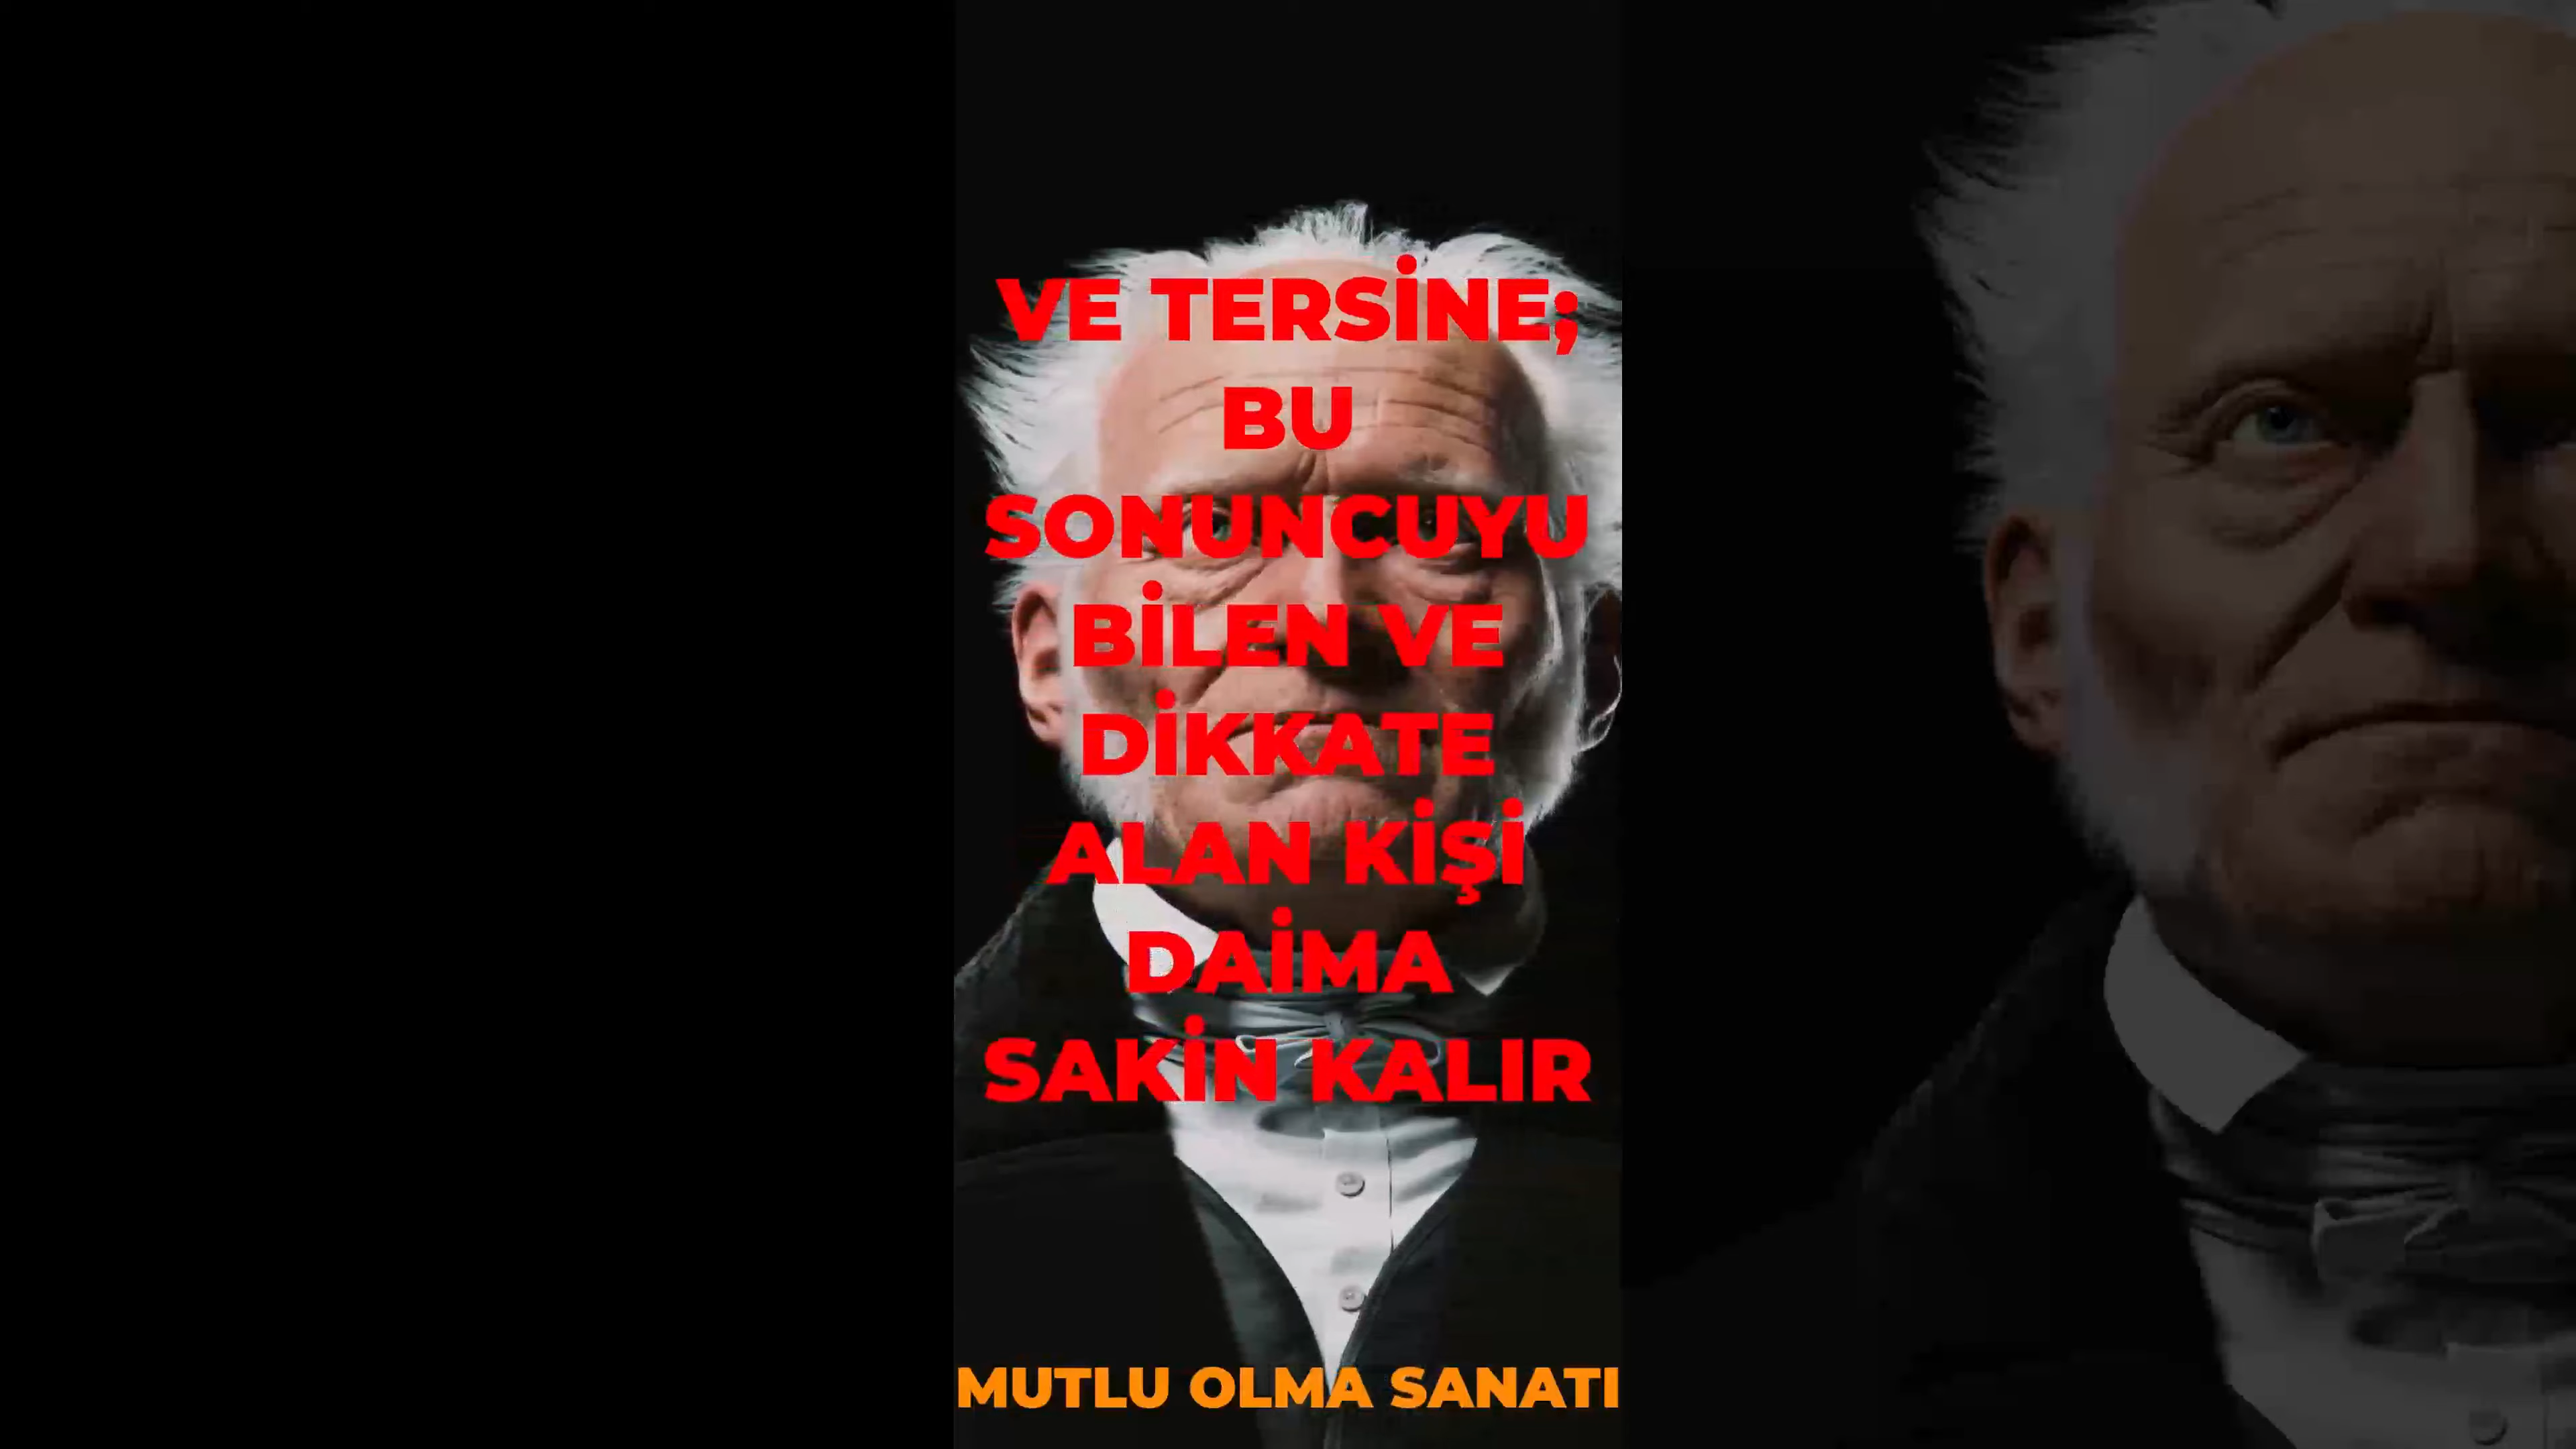 VE TERSİNE;
BU
SONUNCUYU
BİLEN VE
DİKKATE
ALAN KİŞİ
DAİMA
SAKİN KALIR
MUTLU OLMA SANATI